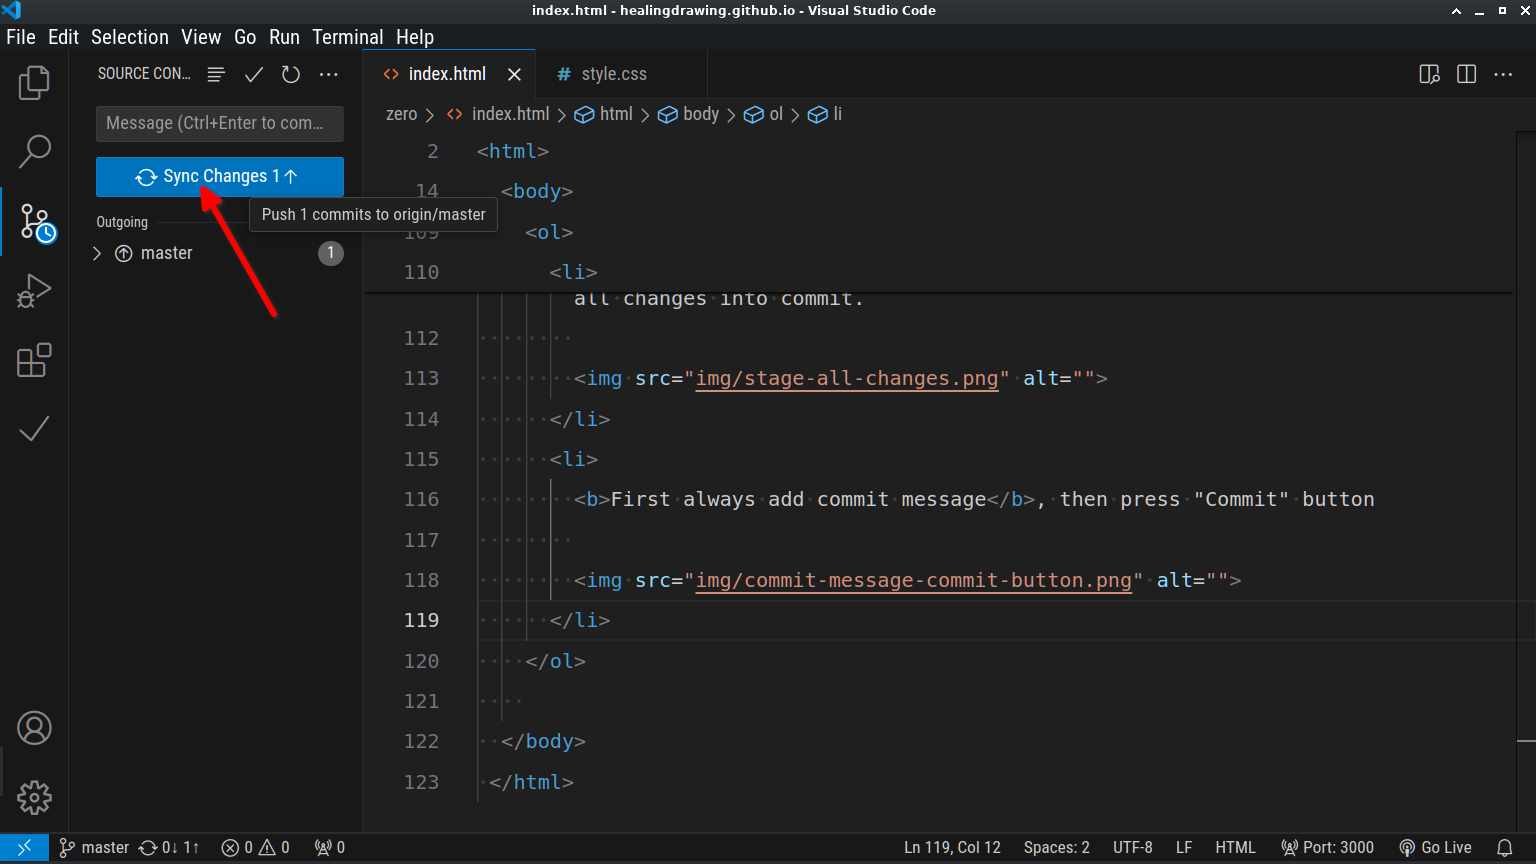 index.html - healingdrawing.github.io - Visual Studio Code
File Edit Selection View Go Run Terminal Help
SOURCE CON...
index.html
# style.css
Message (Ctrl+Enter to com...
zero > index.html > html > body > ol > li
Sync Changes 1↑
Push 1 commits to origin/master
Outgoing
master 1
2 <html>
14 <body>
109 <ol>
110 <li>
all·changes·into·commit.
112
113 <img·src="img/stage-all-changes.png"·alt="">
114 </li>
115 <li>
116 <b>First·always·add·commit·message</b>,·then·press·"Commit"·button
117
118 <img·src="img/commit-message-commit-button.png"·alt="">
119 </li>
120 </ol>
121
122 </body>
123 </html>
master 0↓ 1↑ 0 0 0 Ln 119, Col 12 Spaces: 2 UTF-8 LF HTML Port: 3000 Go Live